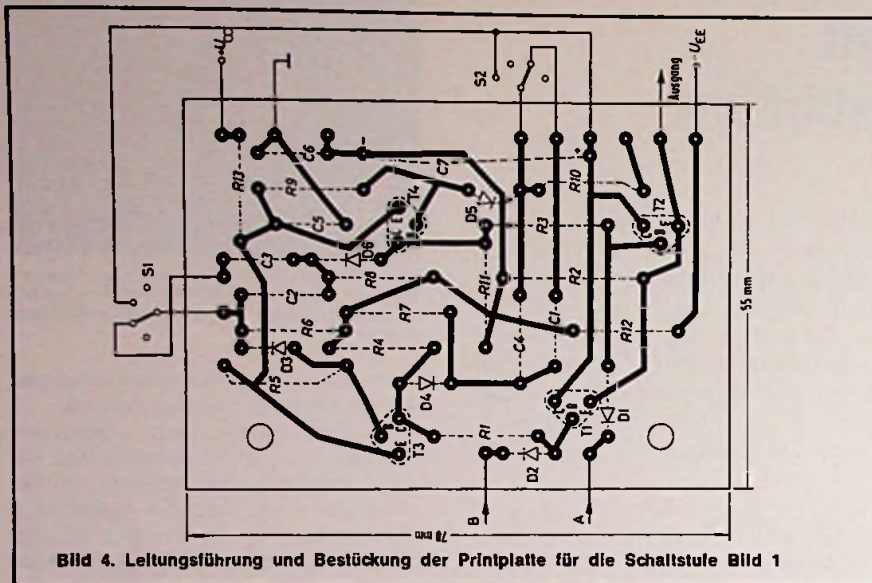 S1
+U
S2
UEE
Ausgang
R13
C6
R9
C5
C7
T4
C3
D6
R8
C2
R6
R7
D3
R5
R4
D4
T3
R1
D2
B
A
D5
R10
R3
T2
R11
R2
C4
C1
R12
T1
D1
78 mm
55 mm
Bild 4. Leitungsführung und Bestückung der Printplatte für die Schaltstufe Bild 1